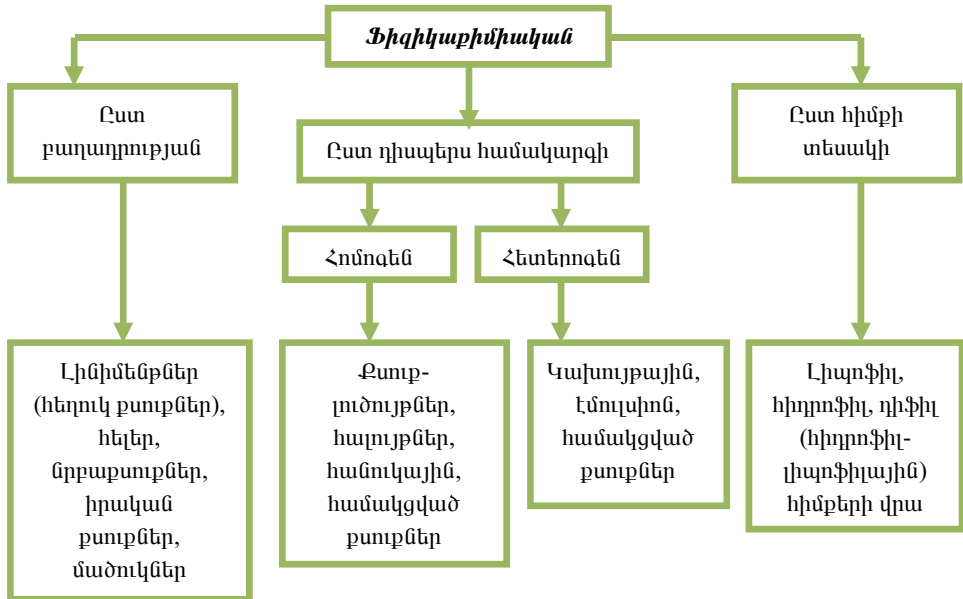 Ֆիզիկաքիմիական
Ըստ
բաղադրության
Ըստ դիսպերս համակարգի
Ըստ հիմքի
տեսակի
Հոմոգեն
Հետերոգեն
Լինիմենթներ
(հեղուկ քսուքներ),
հելեր,
նրբաքսուքներ,
իրական
քսուքներ,
մածուկներ
Քսուք-
լուծույթներ,
հալույթներ,
հանուկային,
համակցված
քսուքներ
Կախույթային,
էմուլսիոն,
համակցված
քսուքներ
Լիպոֆիլ,
հիդրոֆիլ, դիֆիլ
(հիդրոֆիլ-
լիպոֆիլային)
հիմքերի վրա